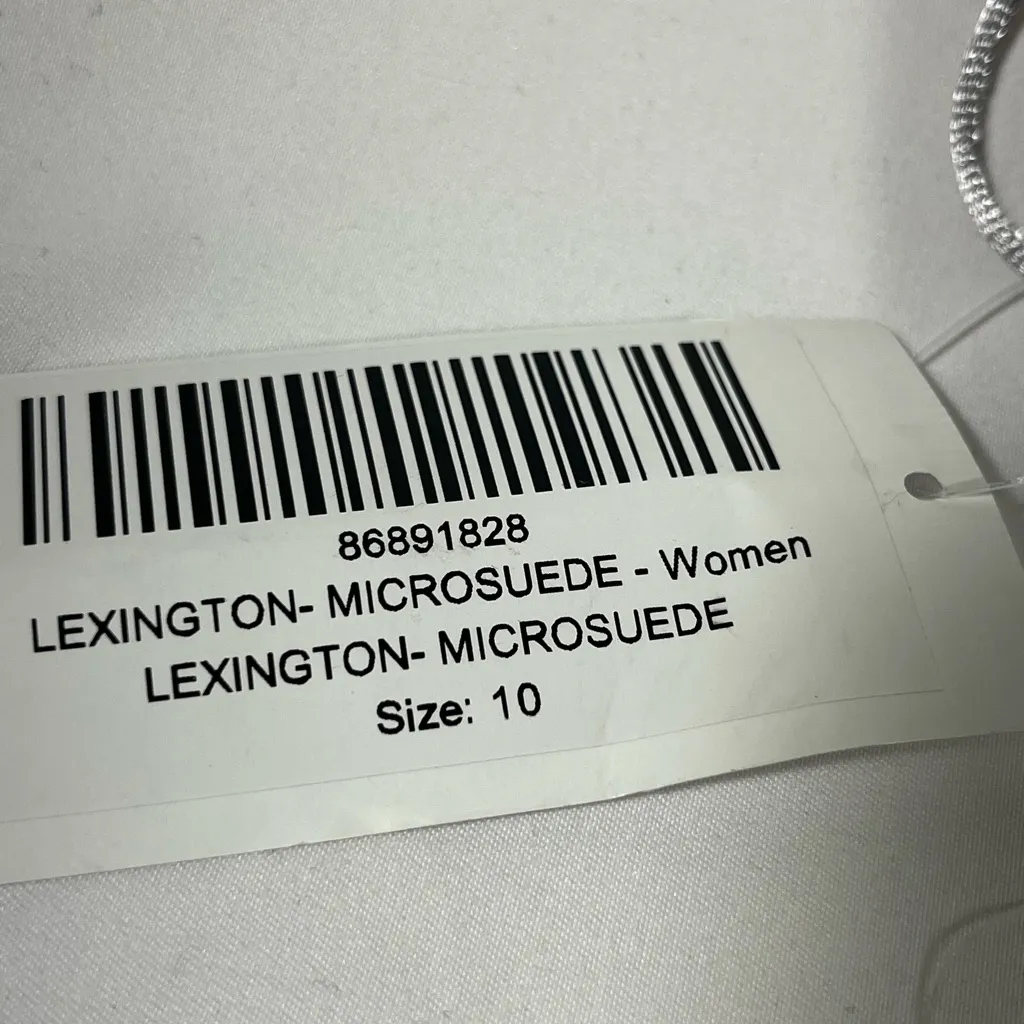 86891828
LEXINGTON- MICROSUEDE - Women
LEXINGTON- MICROSUEDE
Size: 10